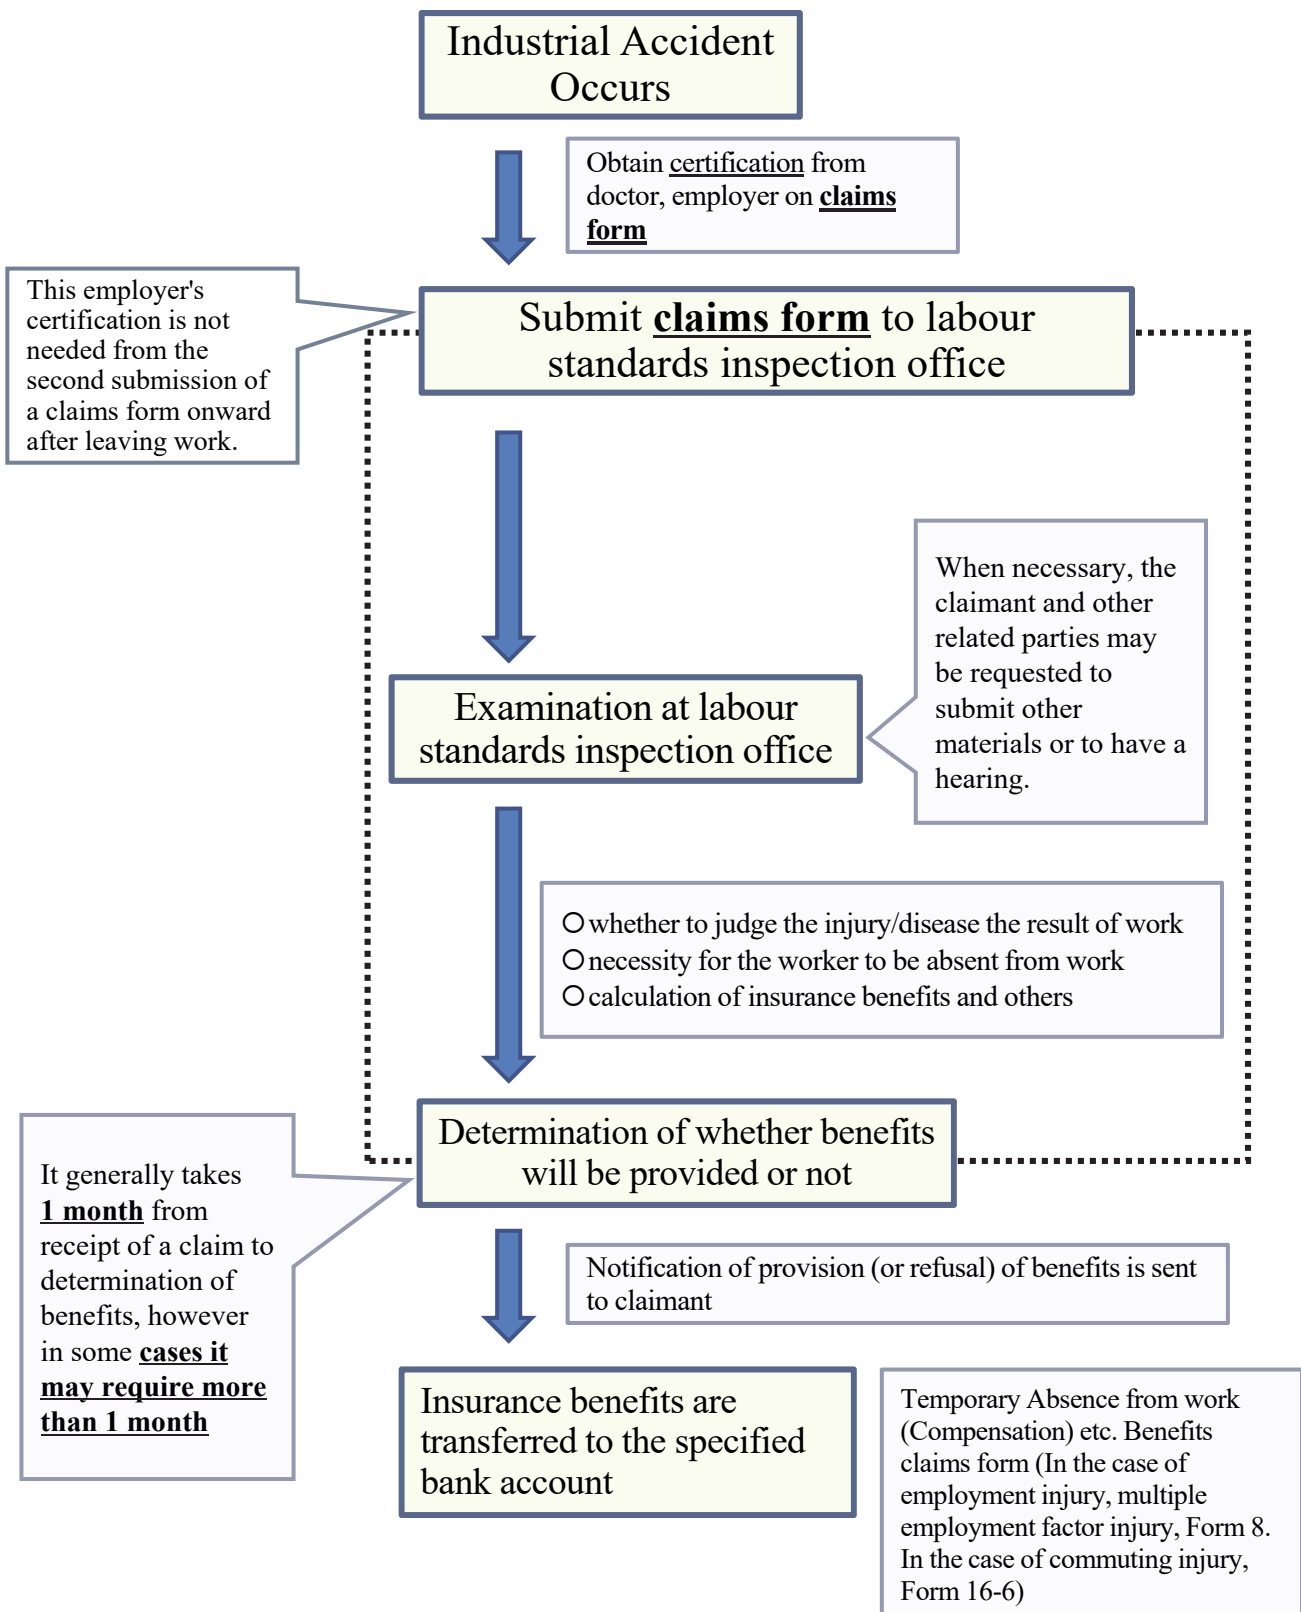 Industrial Accident
Occurs
Obtain certification from
doctor, employer on claims
form
This employer's
certification is not
needed from the
second submission of
a claims form onward
after leaving work.
Submit claims form to labour
standards inspection office
When necessary, the
claimant and other
related parties may
be requested to
submit other
materials or to have a
hearing.
Examination at labour
standards inspection office
○whether to judge the injury/disease the result of work
○necessity for the worker to be absent from work
○calculation of insurance benefits and others
Determination of whether benefits
will be provided or not
It generally takes
1 month from
receipt of a claim to
determination of
benefits, however
in some cases it
may require more
than 1 month
Notification of provision (or refusal) of benefits is sent
to claimant
Insurance benefits are
transferred to the specified
bank account
Temporary Absence from work
(Compensation) etc. Benefits
claims form (In the case of
employment injury, multiple
employment factor injury, Form 8.
In the case of commuting injury,
Form 16-6)